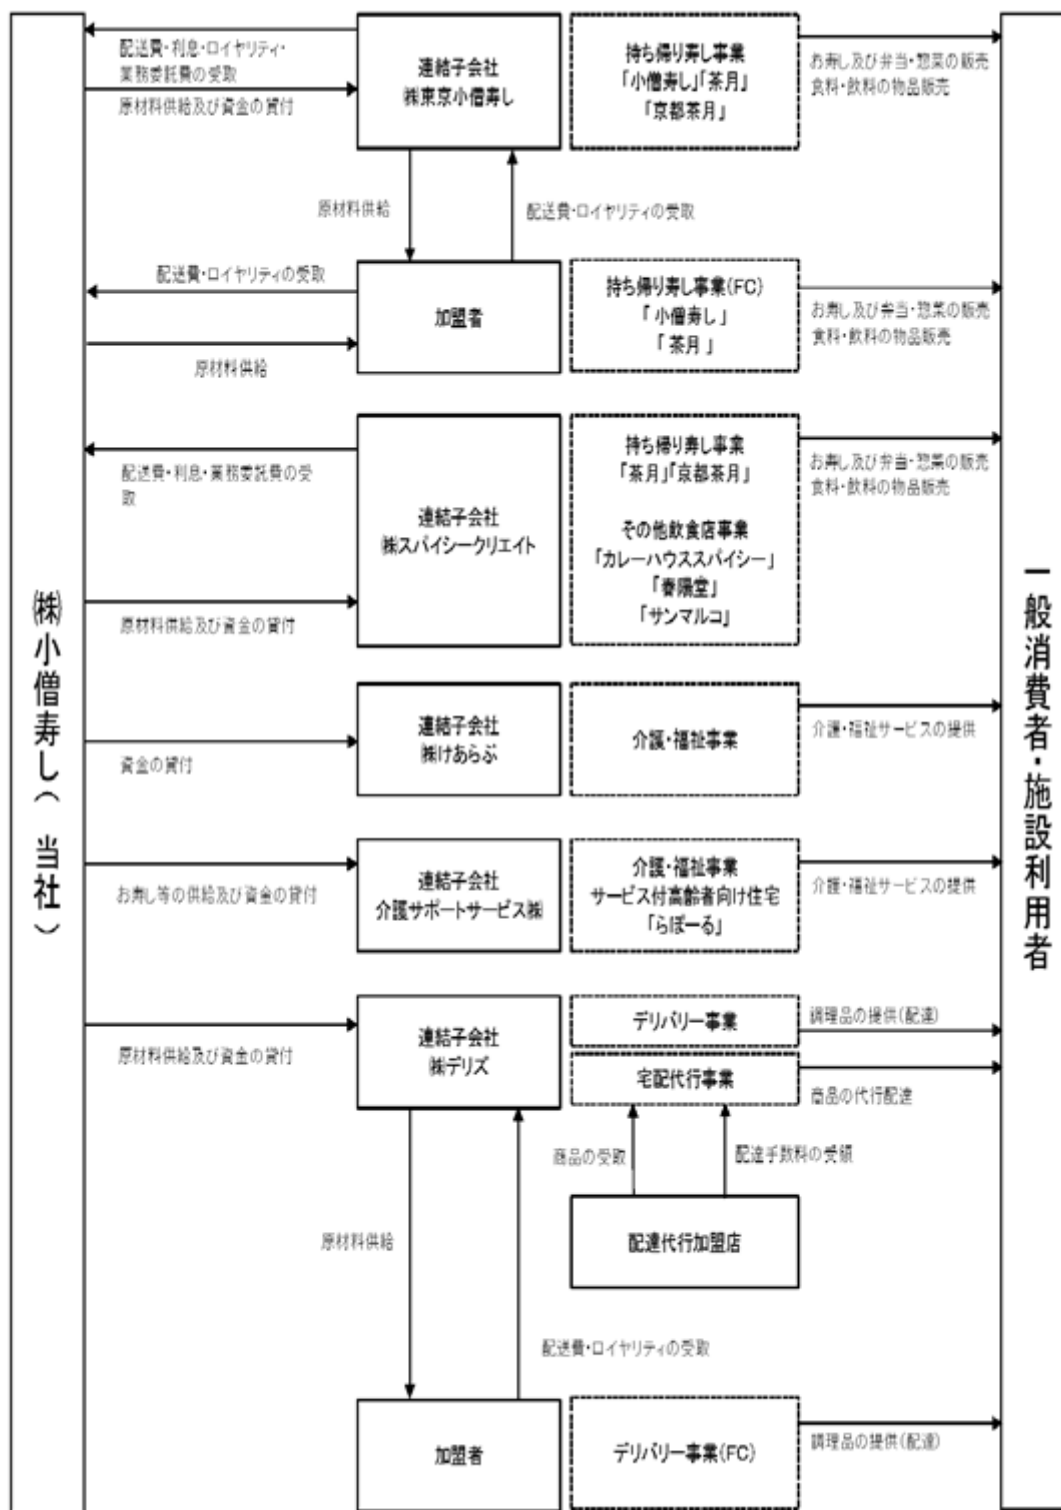 ㈱小僧寿し（当社）
一般消費者・施設利用者
配送費・利息・ロイヤリティ・
業務委託費の受取
原材料供給及び資金の貸付
連結子会社
㈱東京小僧寿し
持ち帰り寿し事業
「小僧寿し」「茶月」
「京都茶月」
お寿し及び弁当・惣菜の販売
食料・飲料の物品販売
原材料供給
配送費・ロイヤリティの受取
配送費・ロイヤリティの受取
原材料供給
加盟者
持ち帰り寿し事業(FC)
「小僧寿し」
「茶月」
お寿し及び弁当・惣菜の販売
食料・飲料の物品販売
配送費・利息・業務委託費の受
取
原材料供給及び資金の貸付
連結子会社
㈱スパイシークリエイト
持ち帰り寿し事業
「茶月」「京都茶月」
その他飲食店事業
「カレーハウススパイシー」
「春陽堂」
「サンマルコ」
お寿し及び弁当・惣菜の販売
食料・飲料の物品販売
資金の貸付
連結子会社
㈱けあらぶ
介護・福祉事業
介護・福祉サービスの提供
お寿し等の供給及び資金の貸付
連結子会社
介護サポートサービス㈱
介護・福祉事業
サービス付高齢者向け住宅
「らぽーる」
介護・福祉サービスの提供
原材料供給及び資金の貸付
連結子会社
㈱デリズ
デリバリー事業
調理品の提供(配達)
宅配代行事業
商品の代行配達
商品の受取
配達手数料の受領
配達代行加盟店
原材料供給
配送費・ロイヤリティの受取
加盟者
デリバリー事業(FC)
調理品の提供(配達)